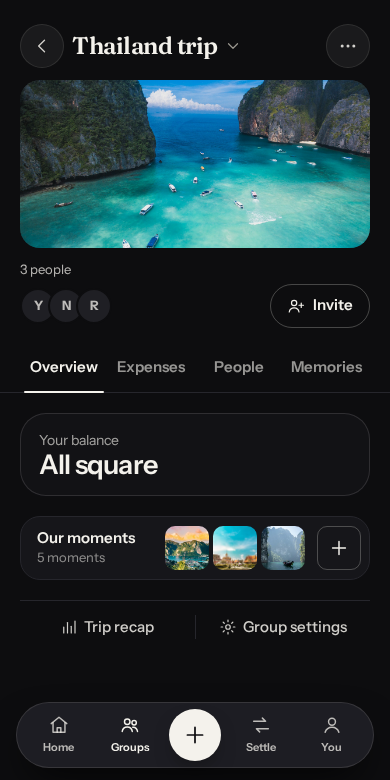 Thailand trip
3 people
Y N R
Invite
Overview Expenses People Memories
Your balance
All square
Our moments
5 moments
Trip recap Group settings
Home Groups Settle You